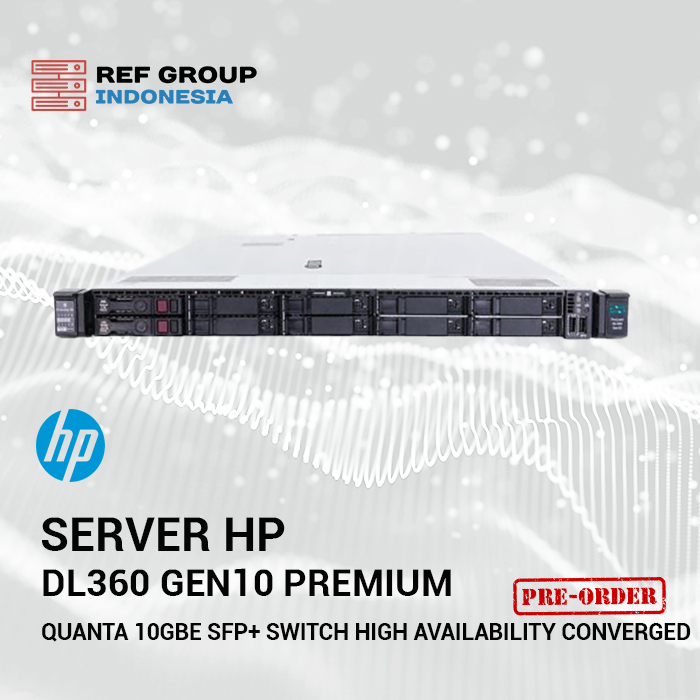 REF GROUP
INDONESIA
hp
SERVER HP
DL360 GEN10 PREMIUM
PRE-ORDER
QUANTA 10GBE SFP+ SWITCH HIGH AVAILABILITY CONVERGED